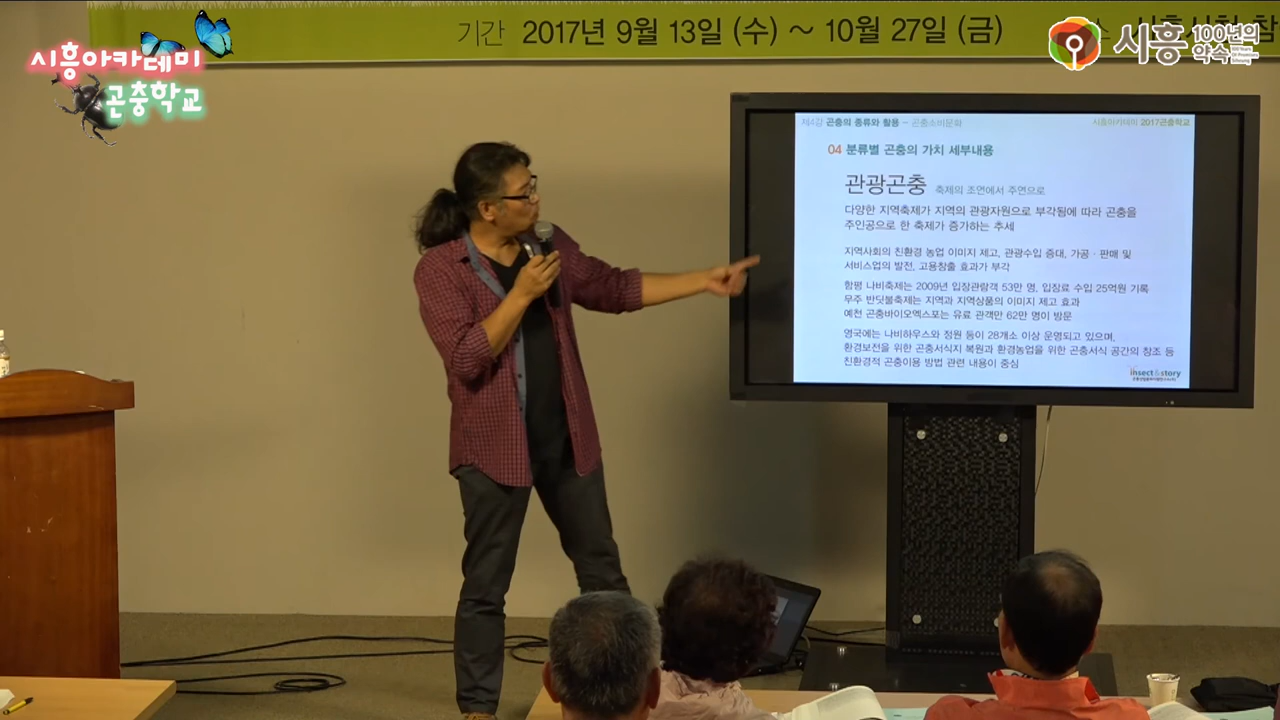 기간 2017년 9월 13일 (수) ~ 10월 27일 (금)
시흥아카데미
곤충학교
시흥 100년의
약속
제4강 곤충의 종류와 활용 - 곤충소비문화
시흥아카데미 2017곤충학교
04 분류별 곤충의 가치 세부내용
관광곤충 축제의 조연에서 주연으로
다양한 지역축제가 지역의 관광자원으로 부각됨에 따라 곤충을
주인공으로 한 축제가 증가하는 추세
지역사회의 친환경 농업 이미지 제고, 관광수입 증대, 가공 · 판매 및
서비스업의 발전, 고용창출 효과가 부각
함평 나비축제는 2009년 입장관람객 53만 명, 입장료 수입 25억원 기록
무주 반딧불축제는 지역과 지역상품의 이미지 제고 효과
예천 곤충바이오엑스포는 유료 관객만 62만 명이 방문
영국에는 나비하우스와 정원 등이 28개소 이상 운영되고 있으며,
환경보전을 위한 곤충서식지 복원과 환경농업을 위한 곤충서식 공간의 창조 등
친환경적 곤충이용 방법 관련 내용이 중심
insect&story